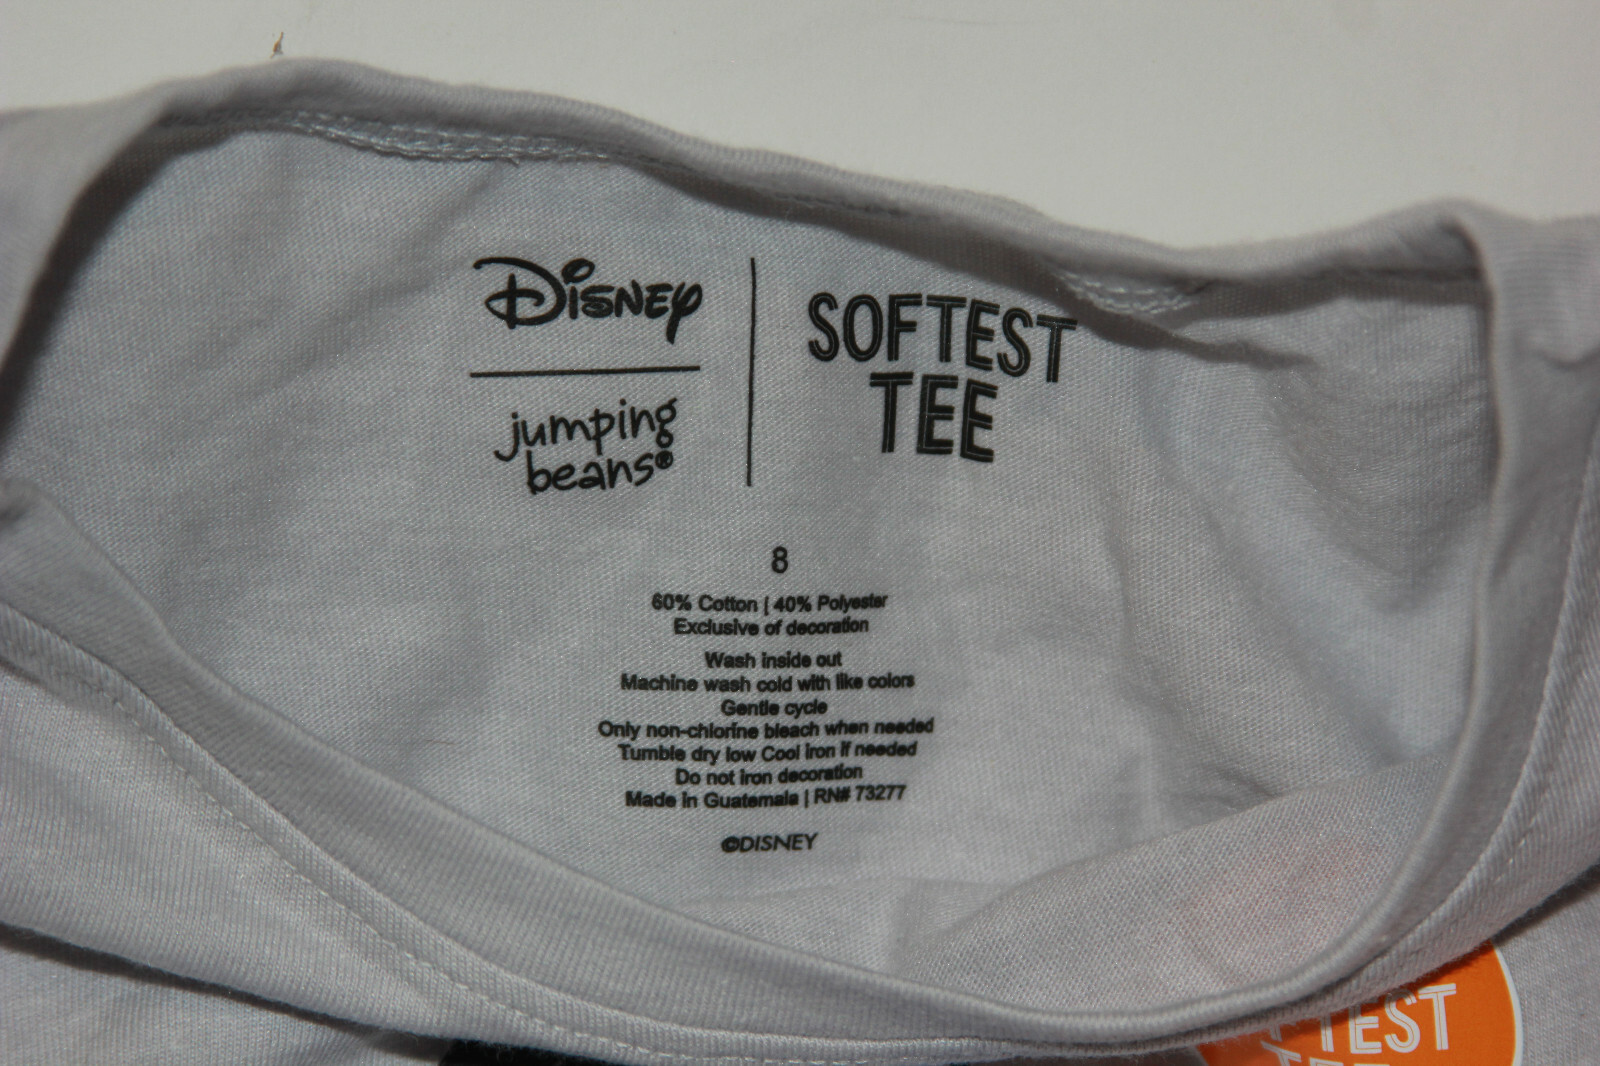 DISNEY
jumping
beans®
SOFTEST
TEE
8
60% Cotton | 40% Polyester
Exclusive of decoration
Wash inside out
Machine wash cold with like colors
Gentle cycle
Only non-chlorine bleach when needed
Tumble dry low Cool iron if needed
Do not iron decoration
Made in Guatemala | RN# 73277
©DISNEY